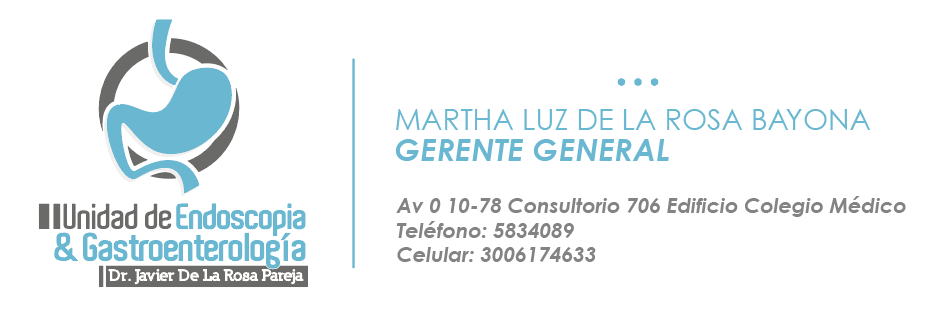 Unidad de Endoscopia
& Gastroenterología
Dr. Javier De La Rosa Pareja
MARTHA LUZ DE LA ROSA BAYONA
GERENTE GENERAL
Av 0 10-78 Consultorio 706 Edificio Colegio Médico
Teléfono: 5834089
Celular: 3006174633